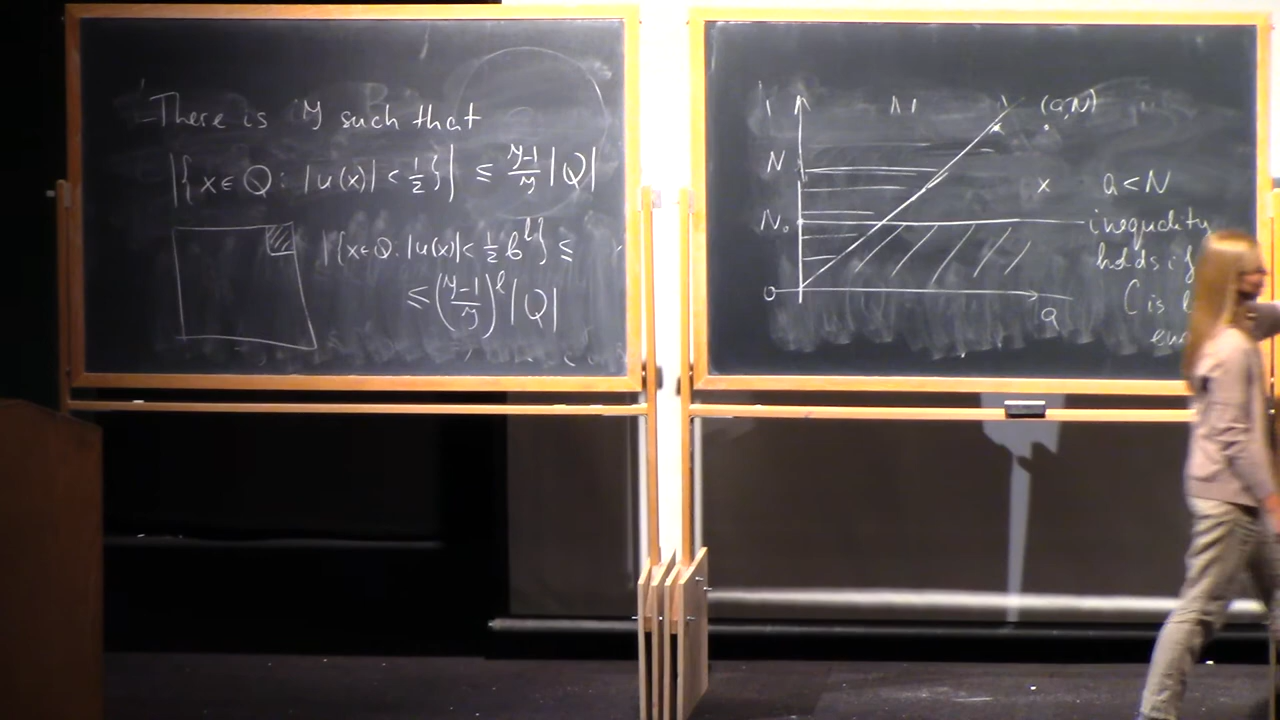 There is y such that
|{x∈Q: |u(x)| < 1/2}| ≤ (y-1)/y |Q|
|{x∈Q: |u(x)| < 1/2 b^l}| ≤
≤ ((y-1)/y)^l |Q|
(a,N)
N
x a<N
N₀
inequality
holds if
C is
0
a